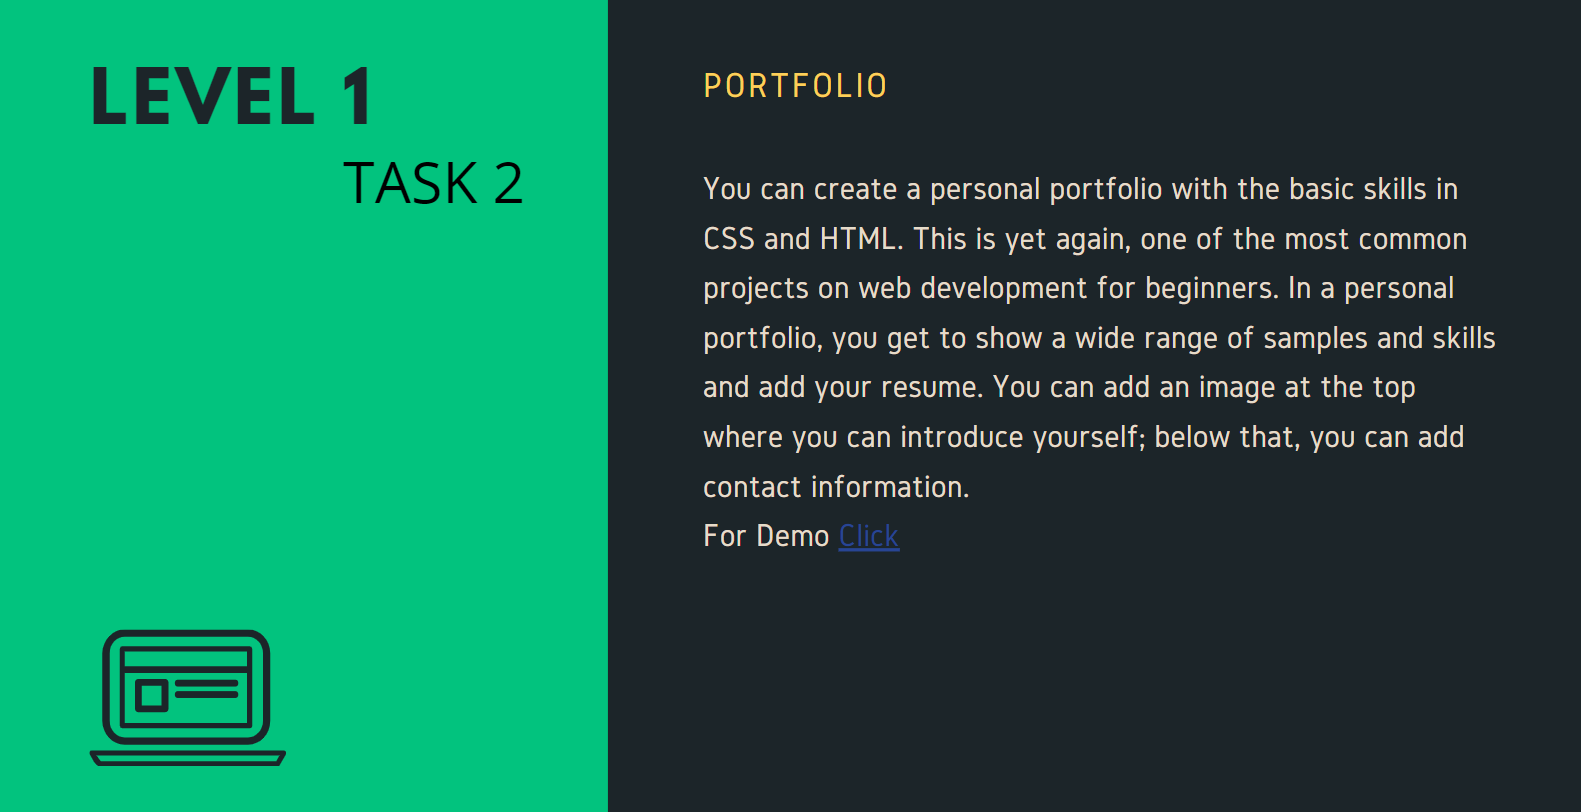 LEVEL 1
TASK 2
PORTFOLIO
You can create a personal portfolio with the basic skills in
CSS and HTML. This is yet again, one of the most common
projects on web development for beginners. In a personal
portfolio, you get to show a wide range of samples and skills
and add your resume. You can add an image at the top
where you can introduce yourself; below that, you can add
contact information.
For Demo Click